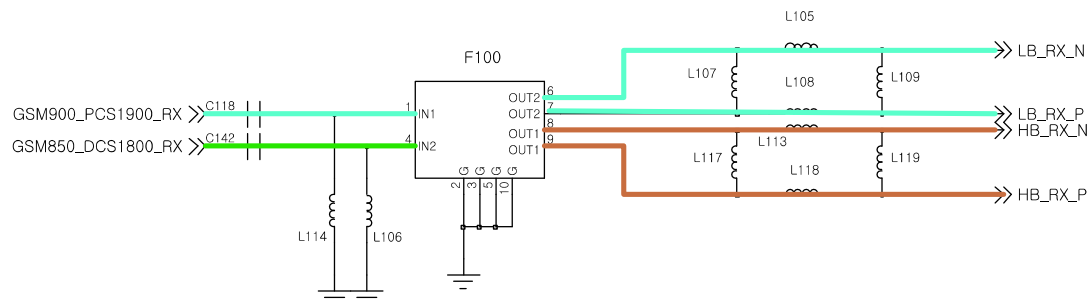 L105
F100
LB_RX_N
L107
L108
L109
6
OUT2
C118
1
IN1
OUT2
7
GSM900_PCS1900_RX
LB_RX_P
8
OUT1
HB_RX_N
C142
4
IN2
OUT1
9
GSM850_DCS1800_RX
L113
L117
L119
L118
G
G
G
G
2
3
5
10
HB_RX_P
L114
L106